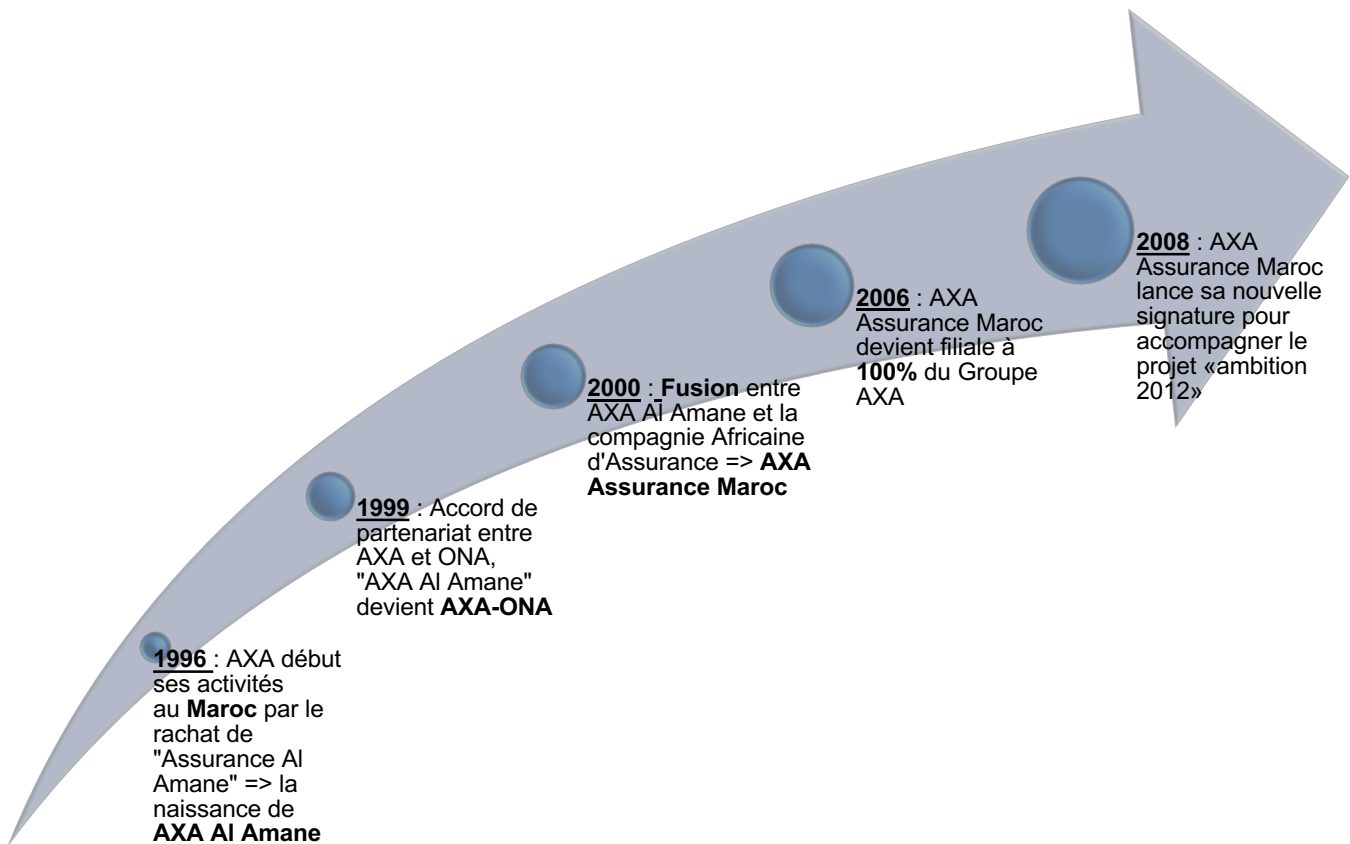 1996 : AXA début
ses activités
au Maroc par le
rachat de
"Assurance Al
Amane" => la
naissance de
AXA Al Amane
1999 : Accord de
partenariat entre
AXA et ONA,
"AXA Al Amane"
devient AXA-ONA
2000 : Fusion entre
AXA Al Amane et la
compagnie Africaine
d'Assurance => AXA
Assurance Maroc
2006 : AXA
Assurance Maroc
devient filiale à
100% du Groupe
AXA
2008 : AXA
Assurance Maroc
lance sa nouvelle
signature pour
accompagner le
projet «ambition
2012»